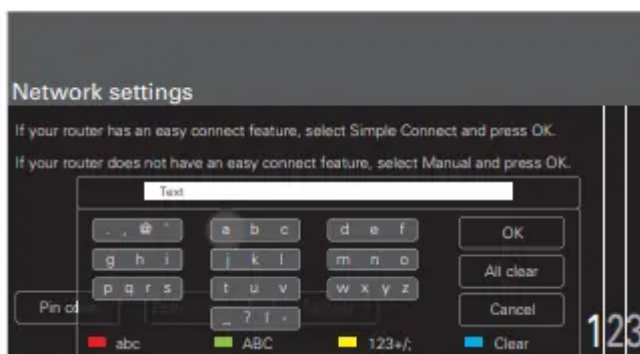 Network settings
If your router has an easy connect feature, select Simple Connect and press OK.
If your router does not have an easy connect feature, select Manual and press OK.
Text
. , @ ' a b c d e f OK
g h i j k l m n o All clear
p q r s t u v w x y z
Pin Cancel
_ ? ! -
abc ABC 123+/; Clear
123